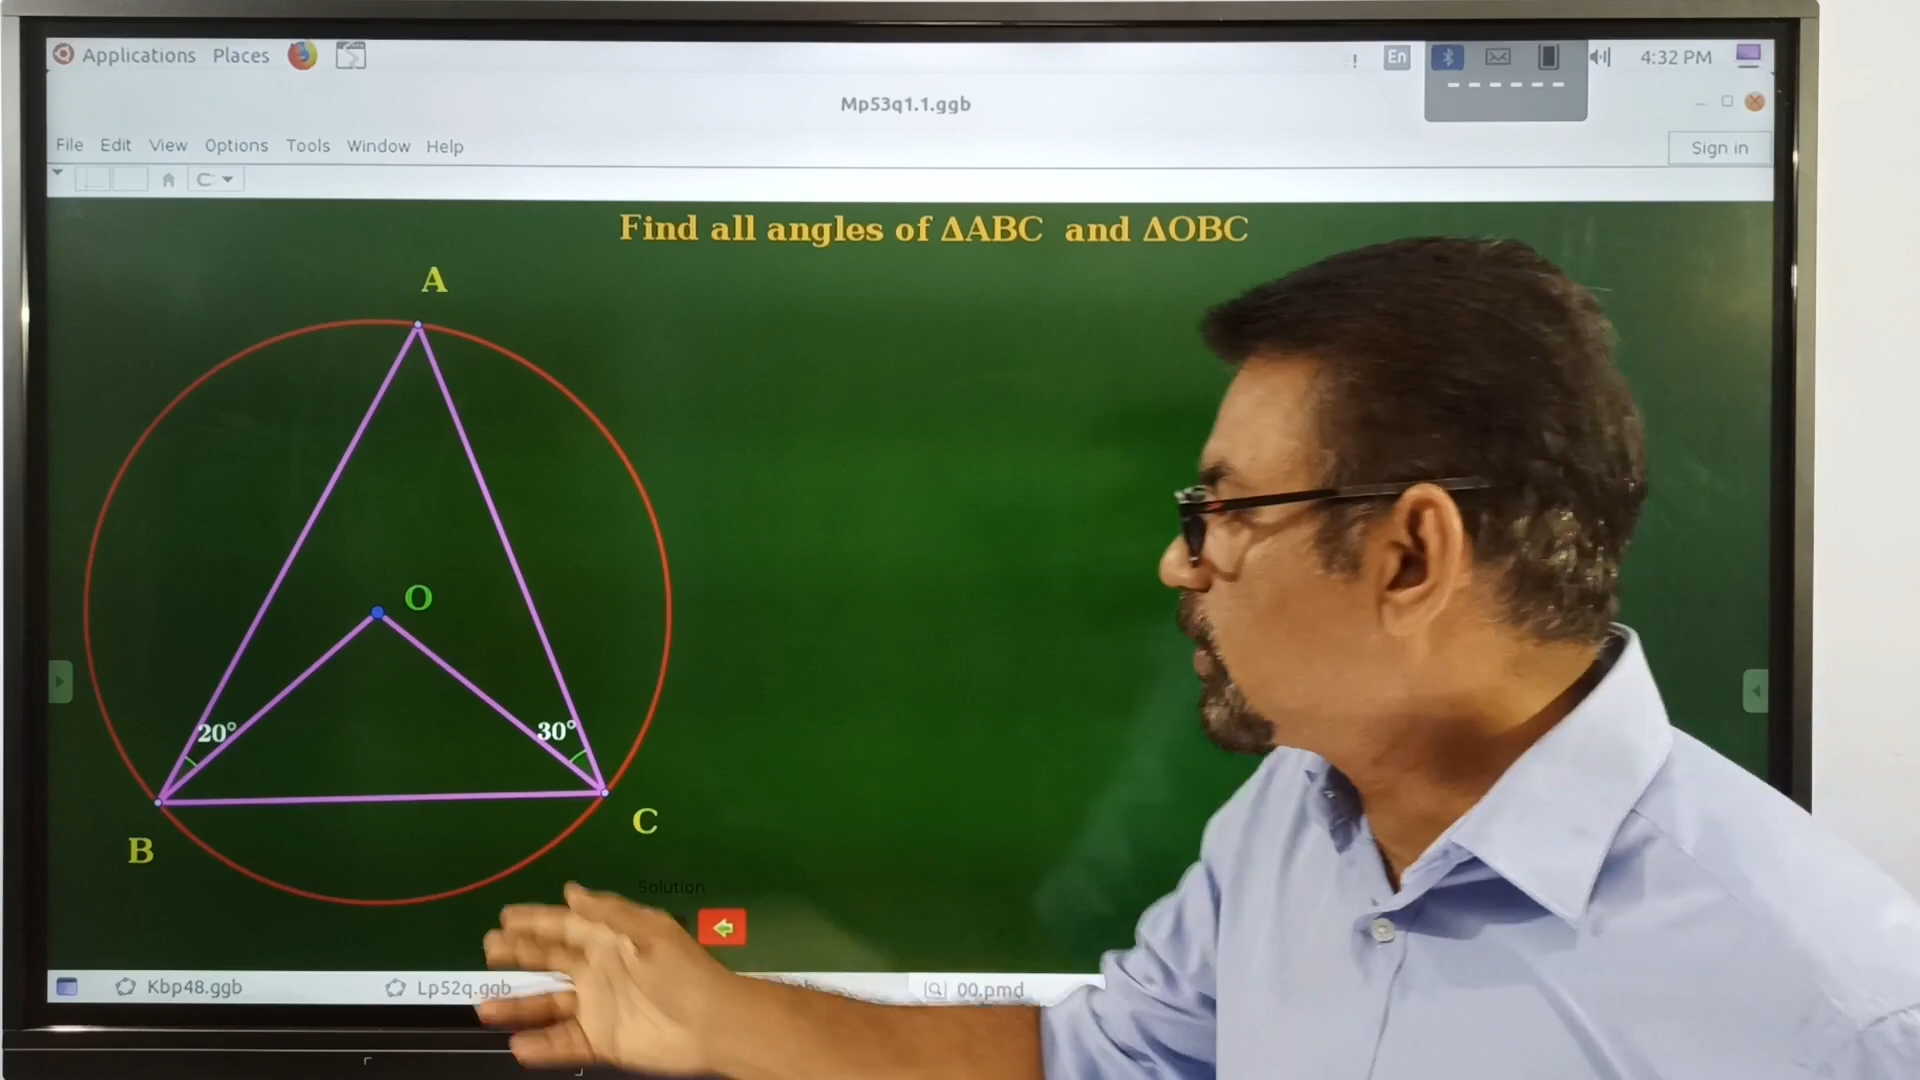 Applications Places
En
4:32 PM
Mp53q1.1.ggb
File Edit View Options Tools Window Help
Sign in
Find all angles of ΔABC and ΔOBC
A
O
20°
30°
B
C
Solution
Kbp48.ggb
Lp52q.ggb
00.pmd